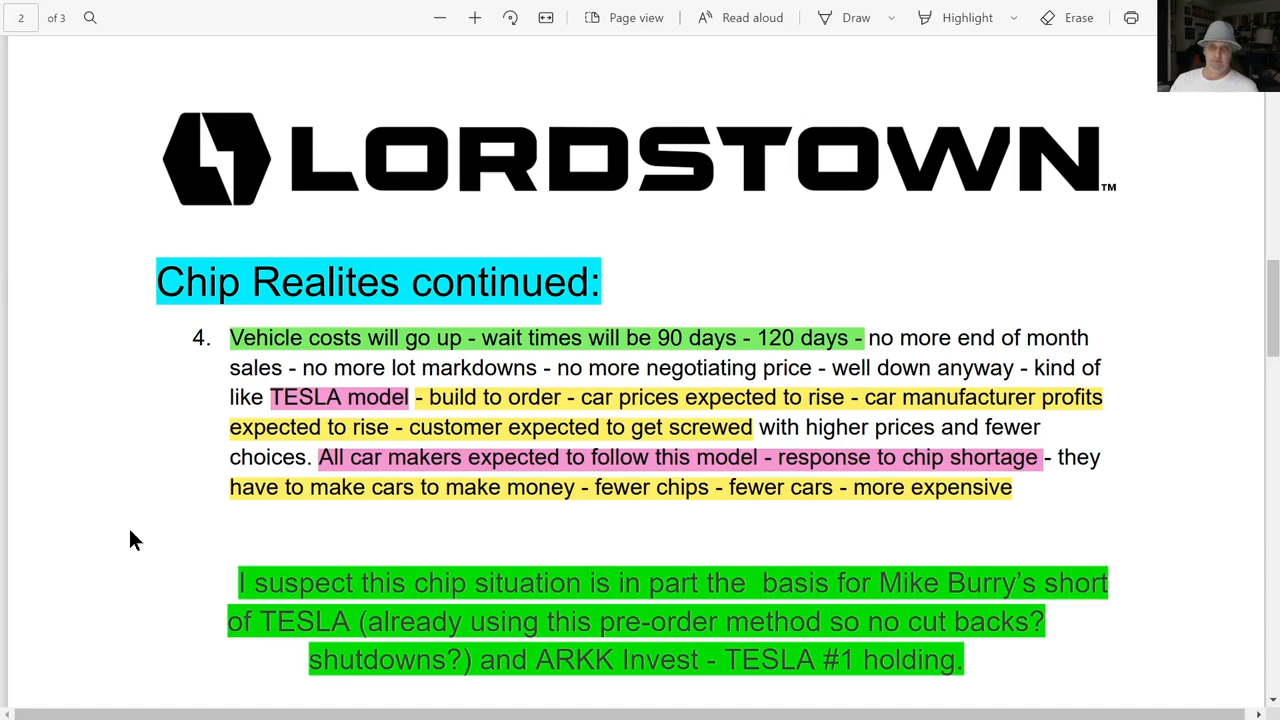 2 of 3 Page view Read aloud Draw Highlight Erase
LORDSTOWN™
Chip Realites continued:
4. Vehicle costs will go up - wait times will be 90 days - 120 days - no more end of month
sales - no more lot markdowns - no more negotiating price - well down anyway - kind of
like TESLA model - build to order - car prices expected to rise - car manufacturer profits
expected to rise - customer expected to get screwed with higher prices and fewer
choices. All car makers expected to follow this model - response to chip shortage - they
have to make cars to make money - fewer chips - fewer cars - more expensive
I suspect this chip situation is in part the basis for Mike Burry’s short
of TESLA (already using this pre-order method so no cut backs?
shutdowns?) and ARKK Invest - TESLA #1 holding.